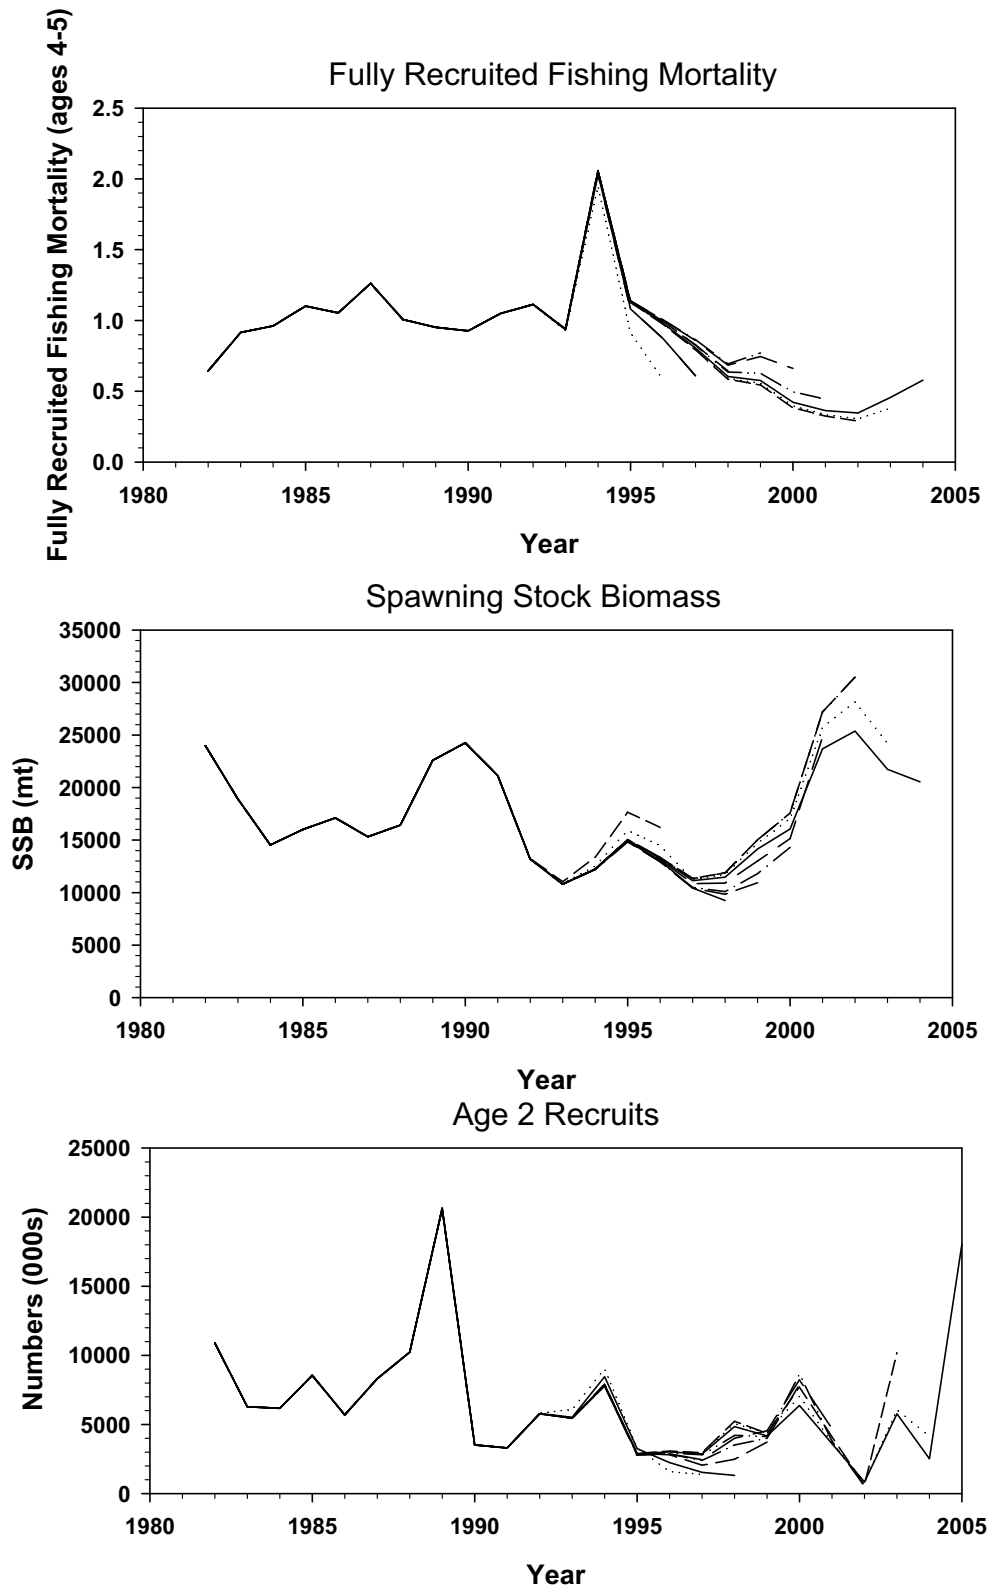 Fully Recruited Fishing Mortality
Fully Recruited Fishing Mortality (ages 4-5)
2.5
2.0
1.5
1.0
0.5
0.0
1980 1985 1990 1995 2000 2005
Year
Spawning Stock Biomass
SSB (mt)
35000
30000
25000
20000
15000
10000
5000
0
1980 1985 1990 1995 2000 2005
Year
Age 2 Recruits
Numbers (000s)
25000
20000
15000
10000
5000
0
1980 1985 1990 1995 2000 2005
Year